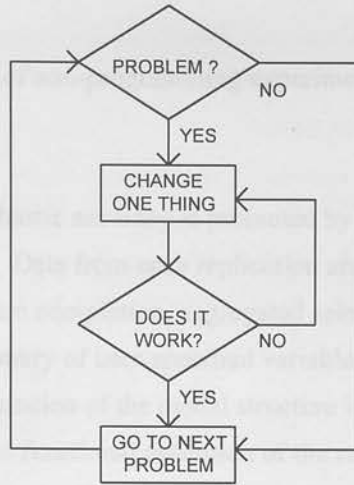 PROBLEM ?
NO
YES
CHANGE
ONE THING
DOES IT
WORK?
NO
YES
GO TO NEXT
PROBLEM